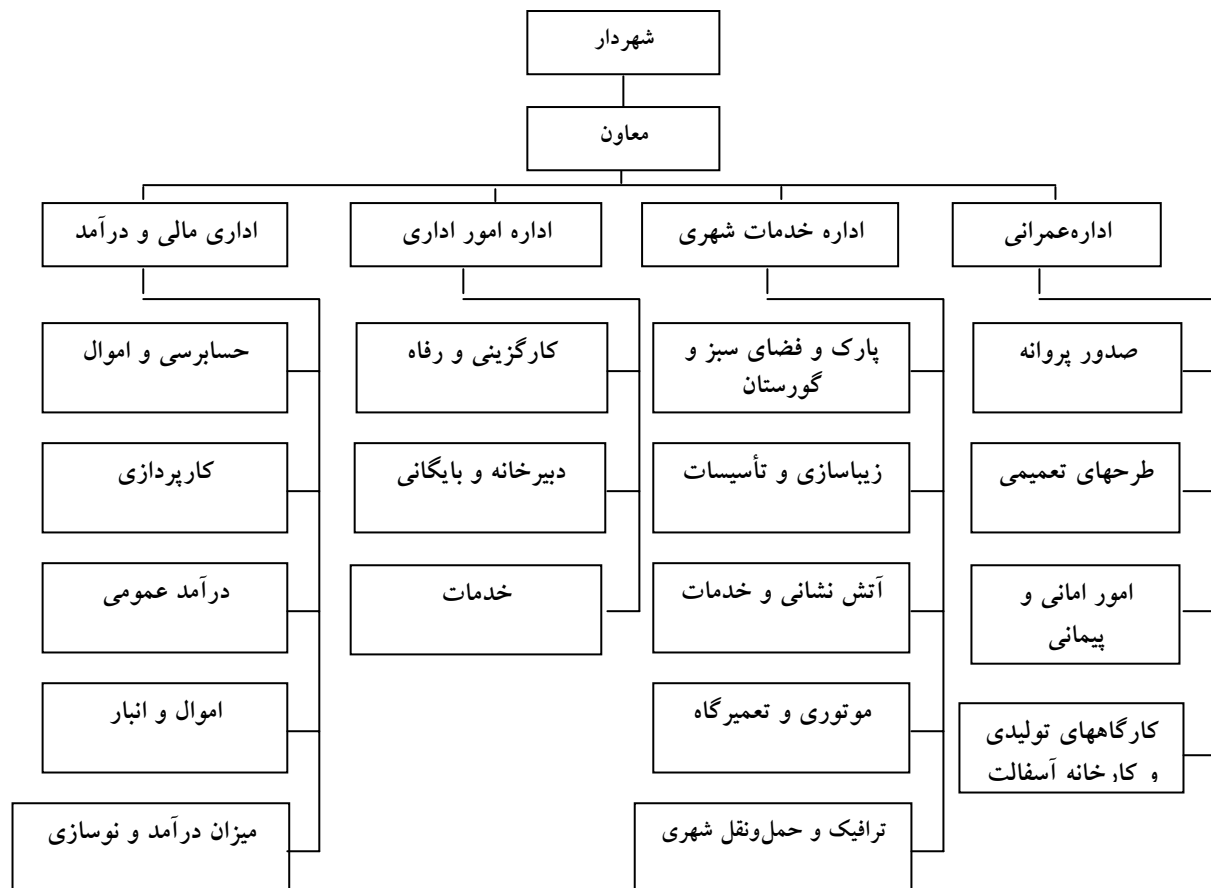 شهردار
معاون
ادارهعمرانی
اداره خدمات شهری
اداره امور اداری
اداری مالی و درآمد
صدور پروانه
پارک و فضای سبز و
گورستان
کارگزینی و رفاه
حسابرسی و اموال
طرحهای تعمیمی
زیباسازی و تأسیسات
دبیرخانه و بایگانی
کارپردازی
امور امانی و
پیمانی
آتش نشانی و خدمات
خدمات
درآمد عمومی
کارگاههای تولیدی
و کارخانه آسفالت
موتوری و تعمیرگاه
اموال و انبار
ترافیک و حمل‌ونقل شهری
میزان درآمد و نوسازی